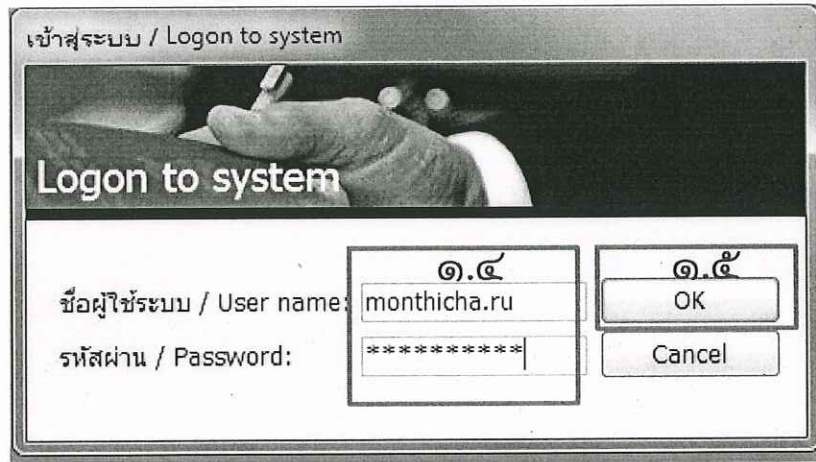 เข้าสู่ระบบ / Logon to system
Logon to system
๑.๔ ๑.๕
ชื่อผู้ใช้ระบบ / User name: monthicha.ru OK
รหัสผ่าน / Password: ********** Cancel